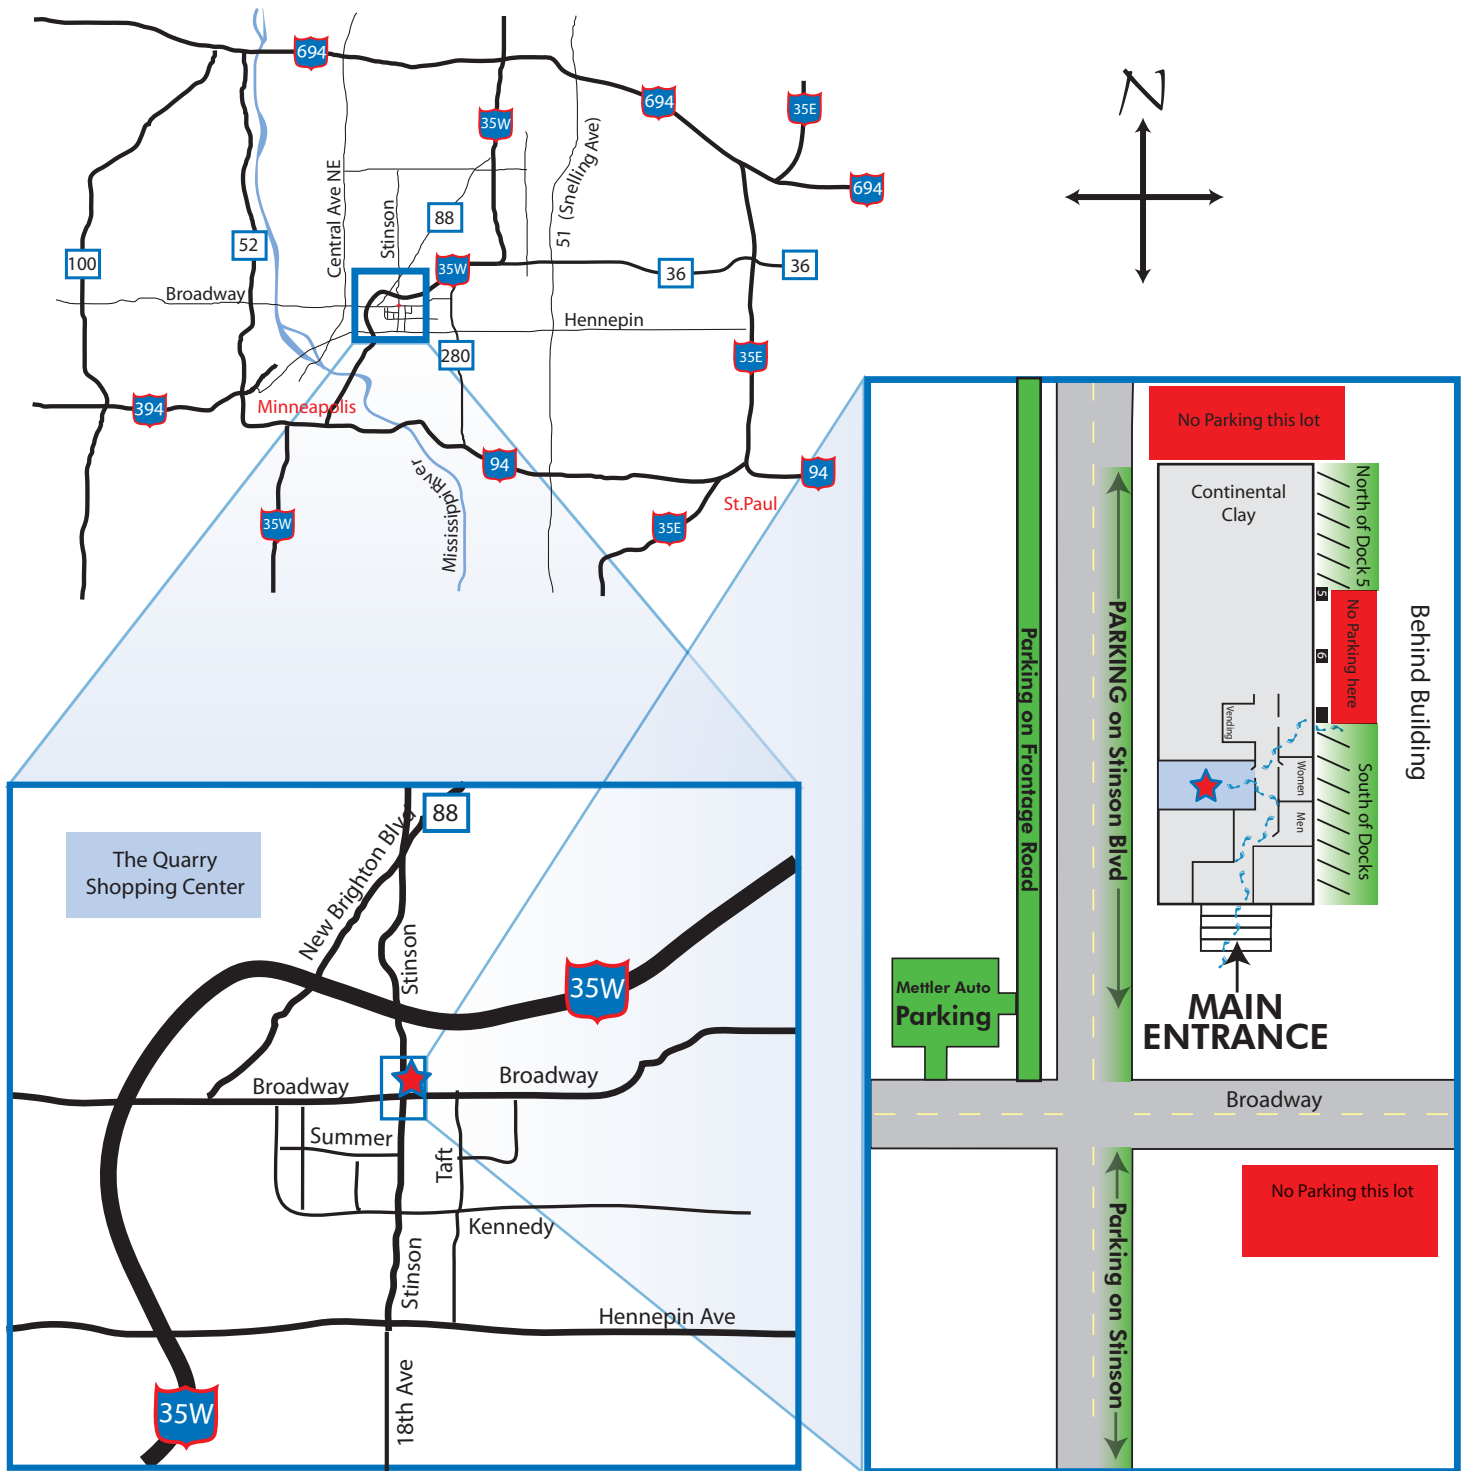 694
694
35E
N
35W
694
Central Ave NE
Stinson
51 (Snelling Ave)
88
52
100
35W
36
36
Broadway
Hennepin
280
35E
394
Minneapolis
94
94
St.Paul
35W
35E
Mississippi River
88
The Quarry
Shopping Center
New Brighton Blvd
Stinson
35W
Broadway
Broadway
Summer
Taft
Kennedy
Stinson
Hennepin Ave
18th Ave
35W
No Parking this lot
Continental
Clay
North of Dock 5
5
No Parking here
6
Behind Building
Parking on Frontage Road
PARKING on Stinson Blvd
Vending
Women
Men
South of Docks
Mettler Auto
Parking
MAIN
ENTRANCE
Broadway
No Parking this lot
Parking on Stinson